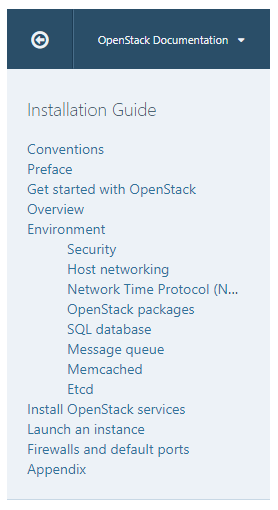 OpenStack Documentation
Installation Guide
Conventions
Preface
Get started with OpenStack
Overview
Environment
Security
Host networking
Network Time Protocol (N...
OpenStack packages
SQL database
Message queue
Memcached
Etcd
Install OpenStack services
Launch an instance
Firewalls and default ports
Appendix